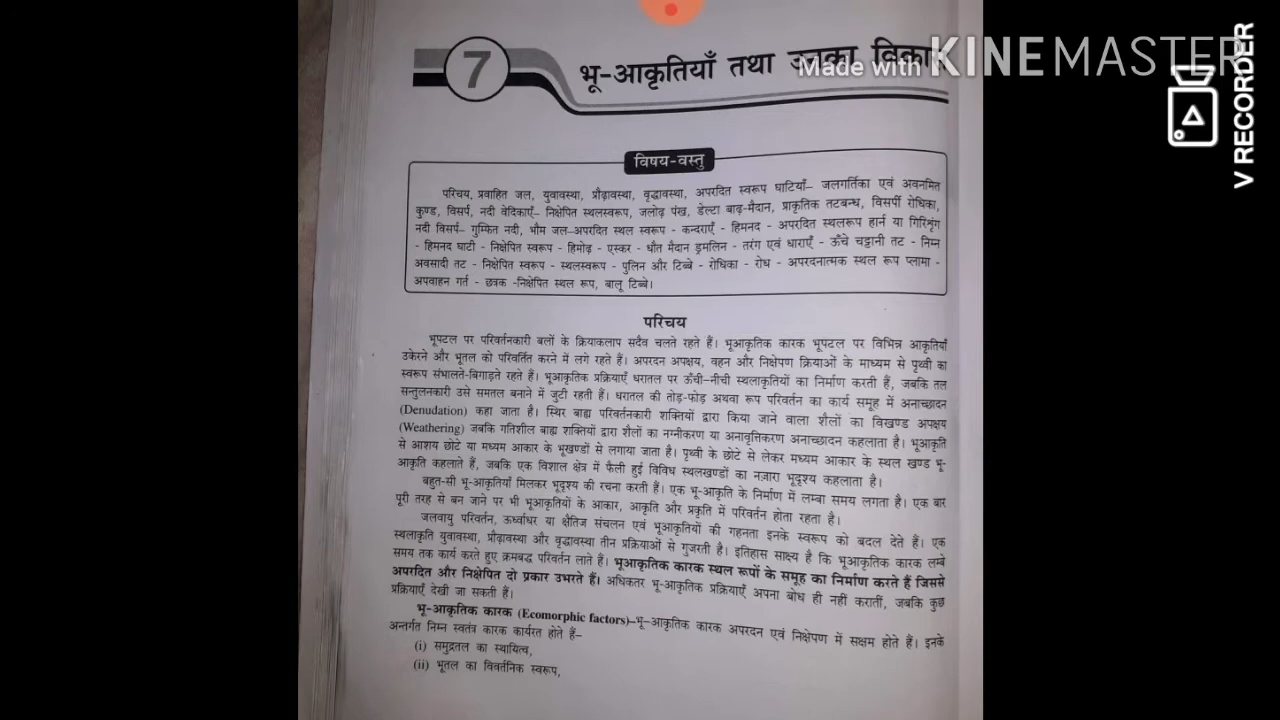 7
भू-आकृतियाँ तथा उनका विकास
Made with KINEMASTER
V RECORDER
विषय-वस्तु
परिचय, प्रवाहित जल, युवावस्था, प्रौढ़ावस्था, वृद्धावस्था, अपरदित स्वरूप घाटियाँ– जलगर्तिका एवं अवनमित
कुण्ड, विसर्प, नदी वेदिकाएँ– निक्षेपित स्थलस्वरूप, जलोढ़ पंख, डेल्टा बाढ़-मैदान, प्राकृतिक तटबन्ध, विसर्पी रोधिका,
नदी विसर्प– गुम्फित नदी, भौम जल–अपरदित स्थल स्वरूप - कन्दराएँ - हिमनद - अपरदित स्थलरूप हार्न या गिरिशृंग
- हिमनद घाटी - निक्षेपित स्वरूप - हिमोढ़ - एस्कर - धौत मैदान ड्रमलिन - तरंग एवं धाराएँ - ऊँचे चट्टानी तट - निम्न
अवसादी तट - निक्षेपित स्वरूप - स्थलस्वरूप - पुलिन और टिब्बे - रोधिका - रोध - अपरदनात्मक स्थल रूप प्लामा -
अपवाहन गर्त - छत्रक -निक्षेपित स्थल रूप, बालू टिब्बे।
परिचय
भूपटल पर परिवर्तनकारी बलों के क्रियाकलाप सदैव चलते रहते हैं। भूआकृतिक कारक भूपटल पर विभिन्न आकृतियाँ
उकेरने और भूतल को परिवर्तित करने में लगे रहते हैं। अपरदन अपक्षय, वहन और निक्षेपण क्रियाओं के माध्यम से पृथ्वी का
स्वरूप संभालते-बिगाड़ते रहते हैं। भूआकृतिक प्रक्रियाएँ धरातल पर ऊँची–नीची स्थलाकृतियों का निर्माण करती हैं, जबकि तल
सन्तुलनकारी उसे समतल बनाने में जुटी रहती हैं। धरातल की तोड़-फोड़ अथवा रूप परिवर्तन का कार्य समूह में अनाच्छादन
(Denudation) कहा जाता है। स्थिर बाह्य परिवर्तनकारी शक्तियों द्वारा किया जाने वाला शैलों का विखण्ड अपक्षय
(Weathering) जबकि गतिशील बाह्य शक्तियों द्वारा शैलों का नग्नीकरण या अनावृत्तिकरण अनाच्छादन कहलाता है। भूआकृति
से आशय छोटे या मध्यम आकार के भूखण्डों से लगाया जाता है। पृथ्वी के छोटे से लेकर मध्यम आकार के स्थल खण्ड भू-
आकृति कहलाते हैं, जबकि एक विशाल क्षेत्र में फैली हुई विविध स्थलखण्डों का नज़ारा भूदृश्य कहलाता है।
बहुत-सी भू-आकृतियाँ मिलकर भूदृश्य की रचना करती हैं। एक भू-आकृति के निर्माण में लम्बा समय लगता है। एक बार
पूरी तरह से बन जाने पर भी भूआकृतियों के आकार, आकृति और प्रकृति में परिवर्तन होता रहता है।
जलवायु परिवर्तन, ऊर्ध्वाधर या क्षैतिज संचलन एवं भूआकृतियों की गहनता इनके स्वरूप को बदल देते हैं। एक
स्थलाकृति युवावस्था, प्रौढ़ावस्था और वृद्धावस्था तीन प्रक्रियाओं से गुजरती है। इतिहास साक्ष्य है कि भूआकृतिक कारक लम्बे
समय तक कार्य करते हुए क्रमबद्ध परिवर्तन लाते हैं। भूआकृतिक कारक स्थल रूपों के समूह का निर्माण करते हैं जिससे
अपरदित और निक्षेपित दो प्रकार उभरते हैं। अधिकतर भू-आकृतिक प्रक्रियाएँ अपना बोध ही नहीं करातीं, जबकि कुछ
प्रक्रियाएँ देखी जा सकती हैं।
भू-आकृतिक कारक (Ecomorphic factors)–भू-आकृतिक कारक अपरदन एवं निक्षेपण में सक्षम होते हैं। इनके
अन्तर्गत निम्न स्वतंत्र कारक कार्यरत होते हैं–
(i) समुद्रतल का स्थायित्व,
(ii) भूतल का विवर्तनिक स्वरूप,